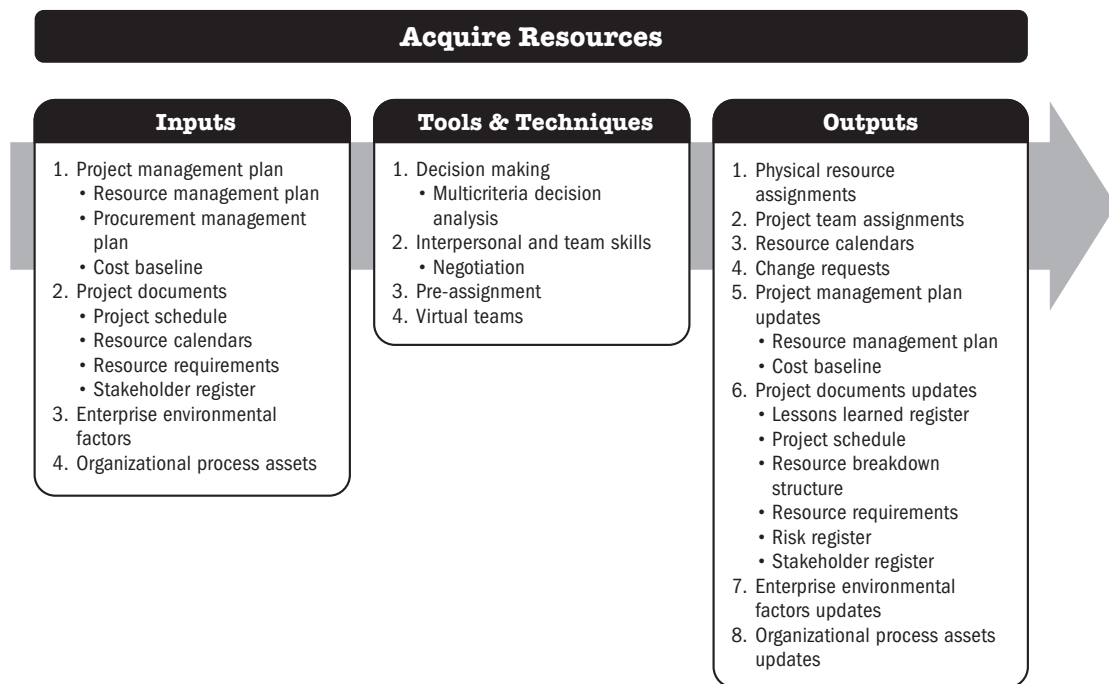 Acquire Resources
Inputs
1. Project management plan
• Resource management plan
• Procurement management
plan
• Cost baseline
2. Project documents
• Project schedule
• Resource calendars
• Resource requirements
• Stakeholder register
3. Enterprise environmental
factors
4. Organizational process assets
Tools & Techniques
1. Decision making
• Multicriteria decision
analysis
2. Interpersonal and team skills
• Negotiation
3. Pre-assignment
4. Virtual teams
Outputs
1. Physical resource
assignments
2. Project team assignments
3. Resource calendars
4. Change requests
5. Project management plan
updates
• Resource management plan
• Cost baseline
6. Project documents updates
• Lessons learned register
• Project schedule
• Resource breakdown
structure
• Resource requirements
• Risk register
• Stakeholder register
7. Enterprise environmental
factors updates
8. Organizational process assets
updates